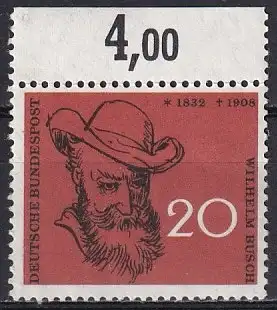 4,00
* 1832 † 1908
DEUTSCHE BUNDESPOST
WILHELM BUSCH
20